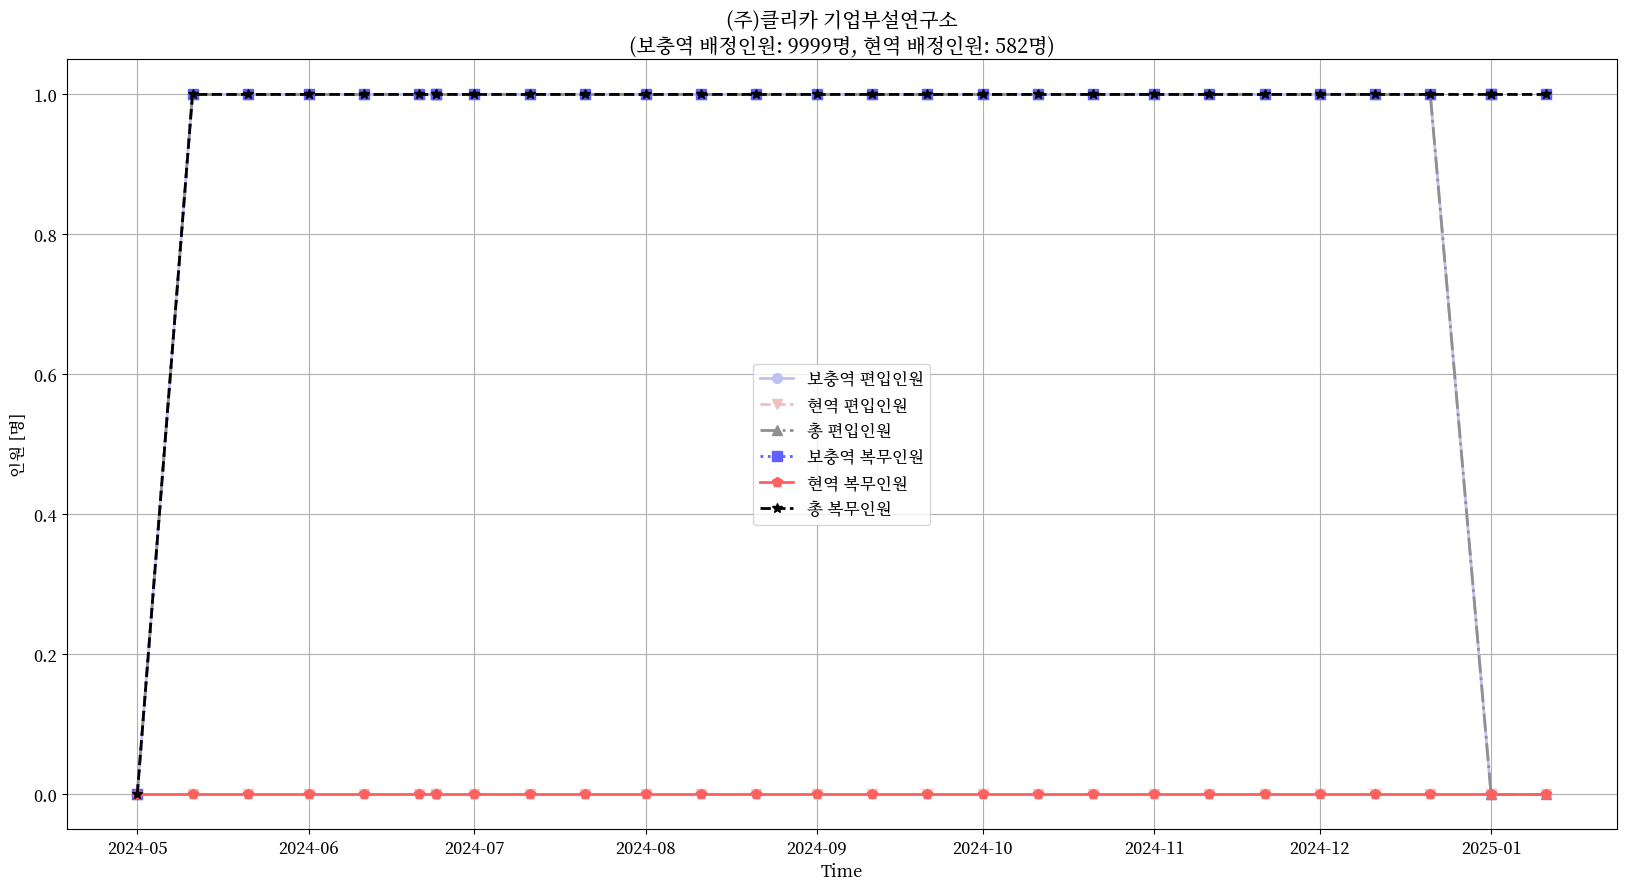 (주)클리카 기업부설연구소
(보충역 배정인원: 9999명, 현역 배정인원: 582명)
인원 [명]
1.0
0.8
0.6
0.4
0.2
0.0
보충역 편입인원
현역 편입인원
총 편입인원
보충역 복무인원
현역 복무인원
총 복무인원
2024-05 2024-06 2024-07 2024-08 2024-09 2024-10 2024-11 2024-12 2025-01
Time